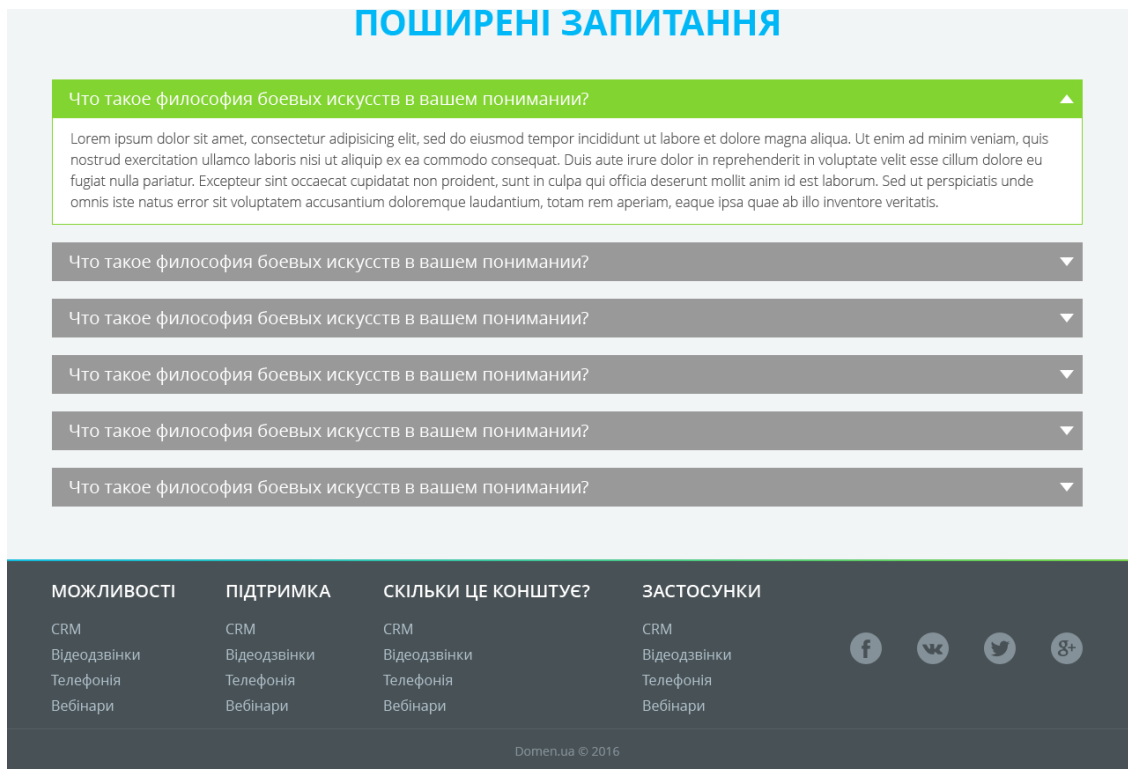 ПОШИРЕНІ ЗАПИТАННЯ
Что такое философия боевых искусств в вашем понимании?
Lorem ipsum dolor sit amet, consectetur adipisicing elit, sed do eiusmod tempor incididunt ut labore et dolore magna aliqua. Ut enim ad minim veniam, quis
nostrud exercitation ullamco laboris nisi ut aliquip ex ea commodo consequat. Duis aute irure dolor in reprehenderit in voluptate velit esse cillum dolore eu
fugiat nulla pariatur. Excepteur sint occaecat cupidatat non proident, sunt in culpa qui officia deserunt mollit anim id est laborum. Sed ut perspiciatis unde
omnis iste natus error sit voluptatem accusantium doloremque laudantium, totam rem aperiam, eaque ipsa quae ab illo inventore veritatis.
Что такое философия боевых искусств в вашем понимании?
Что такое философия боевых искусств в вашем понимании?
Что такое философия боевых искусств в вашем понимании?
Что такое философия боевых искусств в вашем понимании?
Что такое философия боевых искусств в вашем понимании?
МОЖЛИВОСТІ
CRM
Відеодзвінки
Телефонія
Вебінари
ПІДТРИМКА
CRM
Відеодзвінки
Телефонія
Вебінари
СКІЛЬКИ ЦЕ КОНШТУЄ?
CRM
Відеодзвінки
Телефонія
Вебінари
ЗАСТОСУНКИ
CRM
Відеодзвінки
Телефонія
Вебінари
Domen.ua © 2016